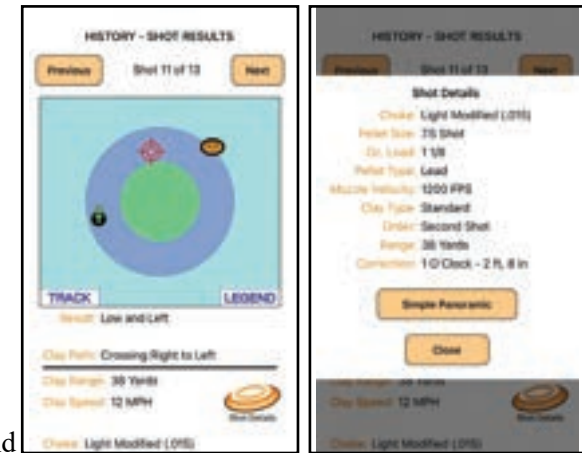 d
HISTORY - SHOT RESULTS
Previous
Shot 11 of 13
Next
TRACK
LEGEND
Result: Low and Left
Clay Path: Crossing Right to Left
Clay Range: 38 Yards
Clay Speed: 12 MPH
Shot Details
Choke: Light Modified (.015)
HISTORY - SHOT RESULTS
Previous
Shot 11 of 13
Next
Shot Details
Choke: Light Modified (.015)
Pellet Size: 7.5 Shot
Oz. Load: 1 1/8
Pellet Type: Lead
Muzzle Velocity: 1200 FPS
Clay Type: Standard
Order: Second Shot
Range: 38 Yards
Correction: 1 O Clock - 2 ft, 8 in
Simple Panoramic
Close
Clay Range: 38 Yards
Clay Speed: 12 MPH
Shot Details
Choke: Light Modified (.015)